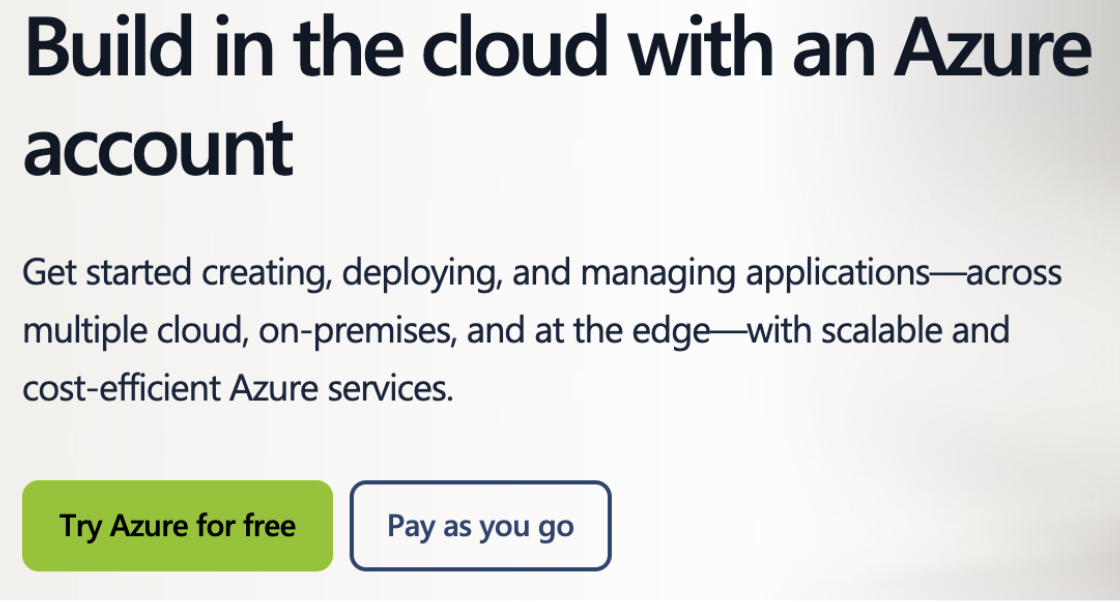 Build in the cloud with an Azure
account
Get started creating, deploying, and managing applications—across
multiple cloud, on-premises, and at the edge—with scalable and
cost-efficient Azure services.
Try Azure for free
Pay as you go